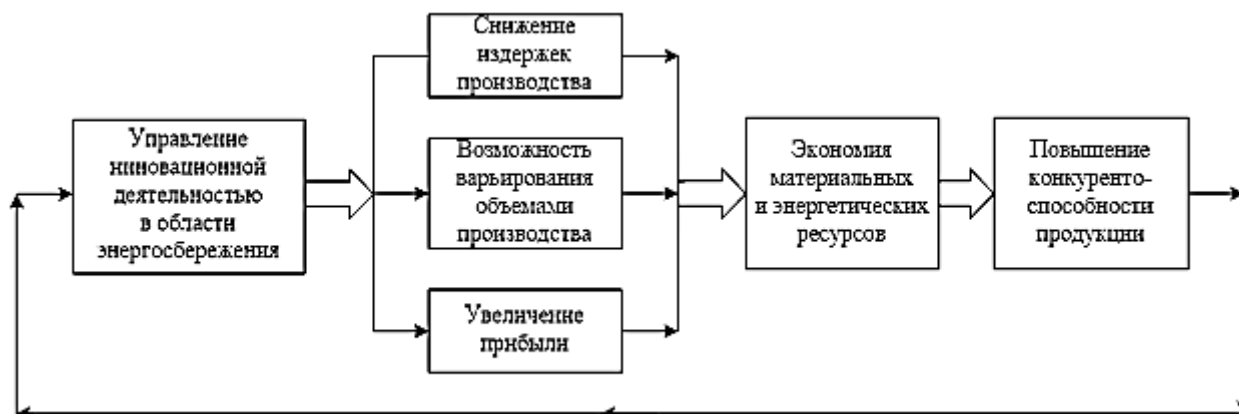 Снижение
издержек
производства
Управление
инновационной
деятельностью
в области
энергосбережения
Возможность
варьирования
объемами
производства
Экономия
материальных
и энергетических
ресурсов
Повышение
конкуренто-
способности
продукции
Увеличение
прибыли